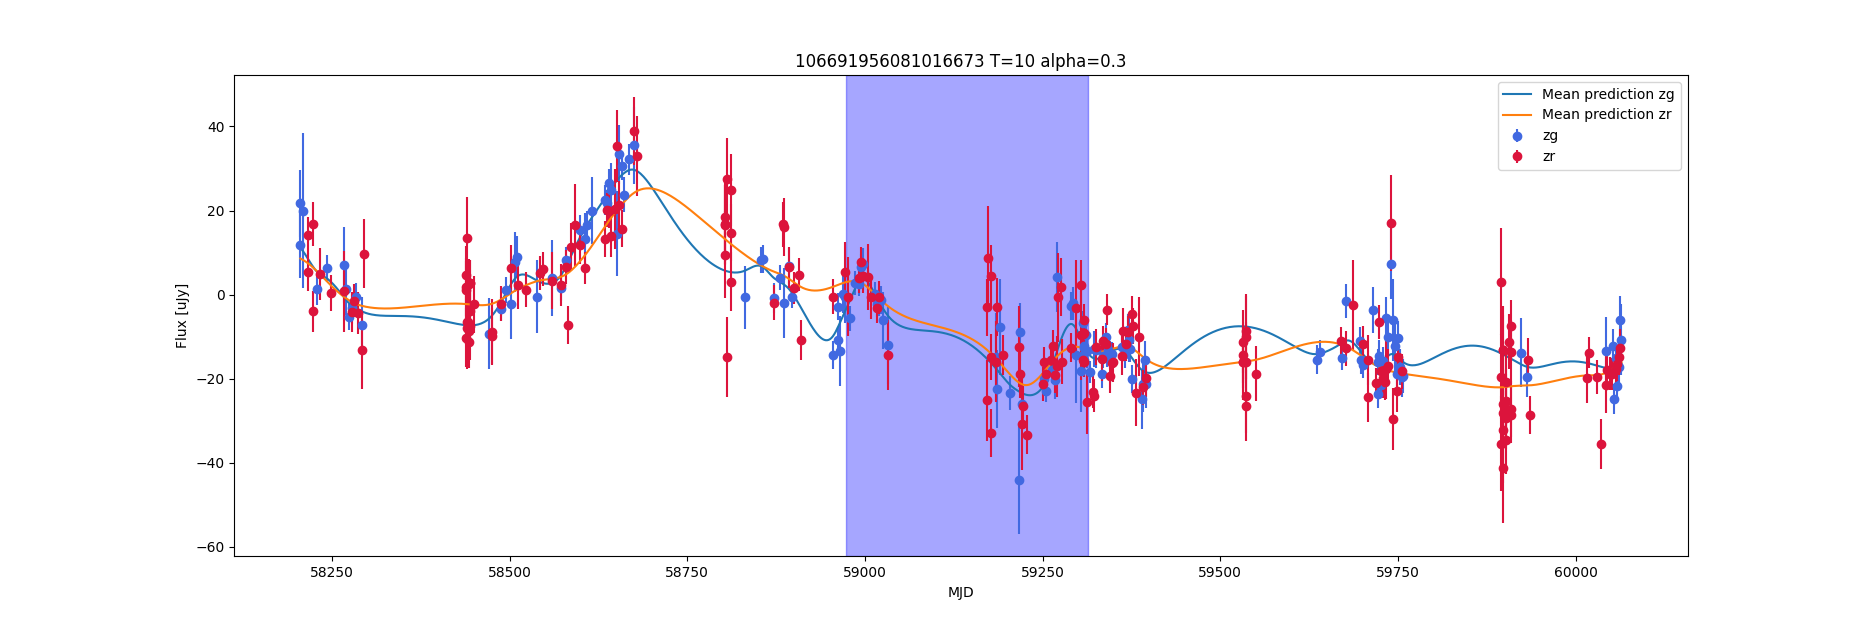 106691956081016673 T=10 alpha=0.3
Mean prediction zg
Mean prediction zr
zg
zr
Flux [uJy]
40
20
0
−20
−40
−60
58250 58500 58750 59000 59250 59500 59750 60000
MJD